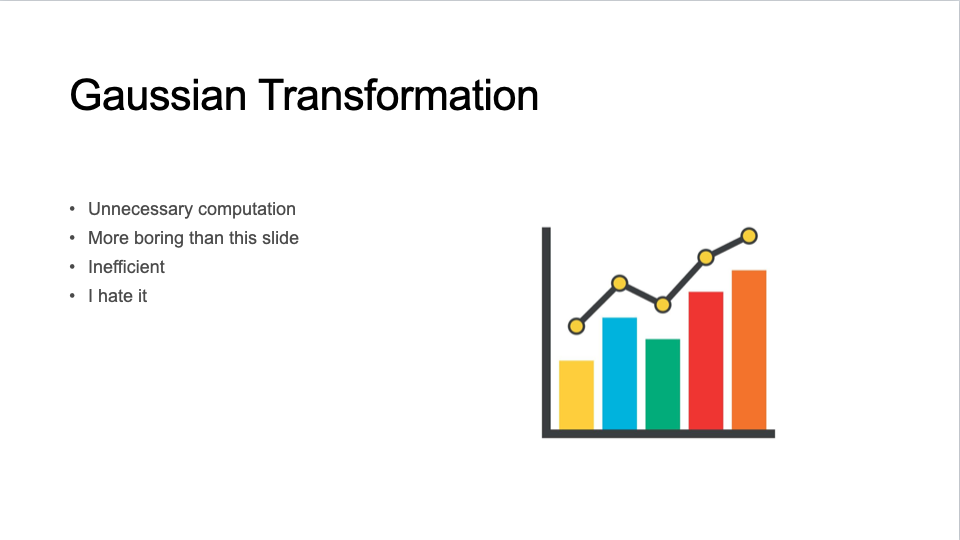 Gaussian Transformation
• Unnecessary computation
• More boring than this slide
• Inefficient
• I hate it